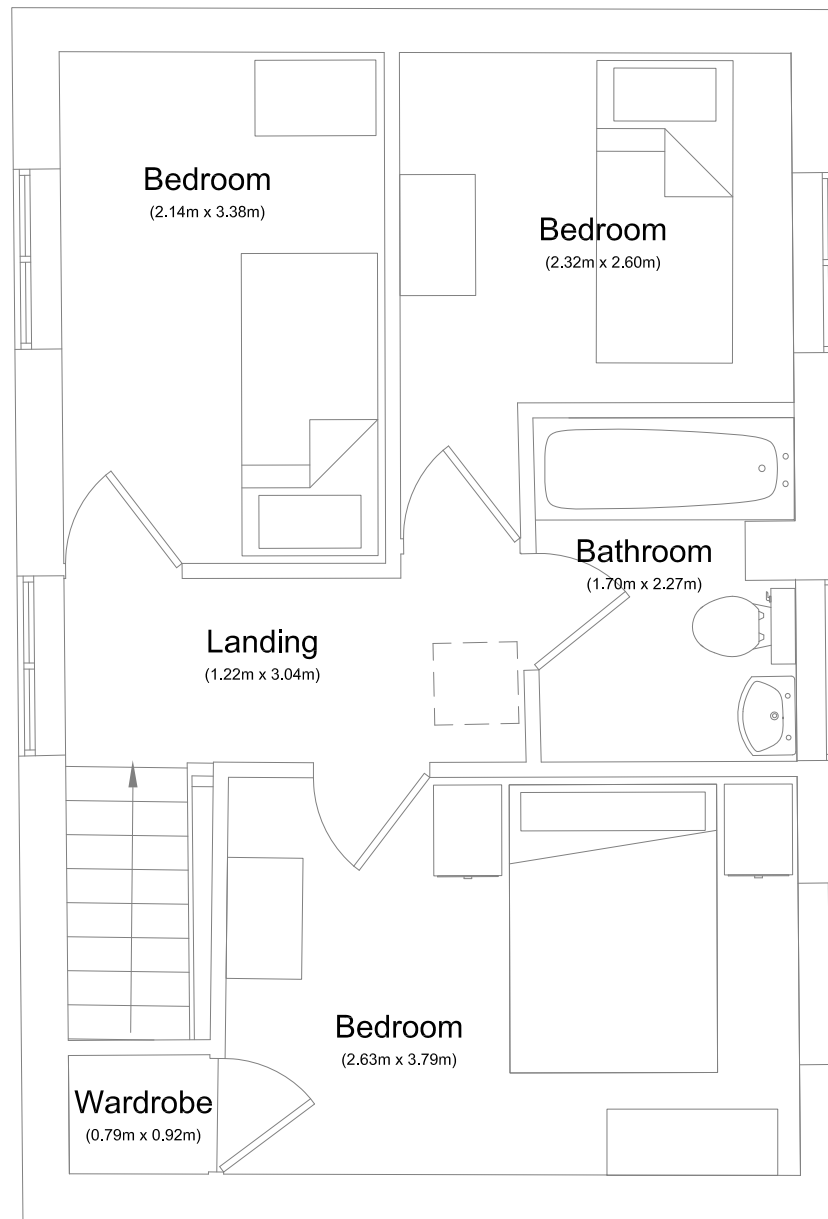 Bedroom
(2.14m x 3.38m)
Bedroom
(2.32m x 2.60m)
Bathroom
(1.70m x 2.27m)
Landing
(1.22m x 3.04m)
Bedroom
(2.63m x 3.79m)
Wardrobe
(0.79m x 0.92m)